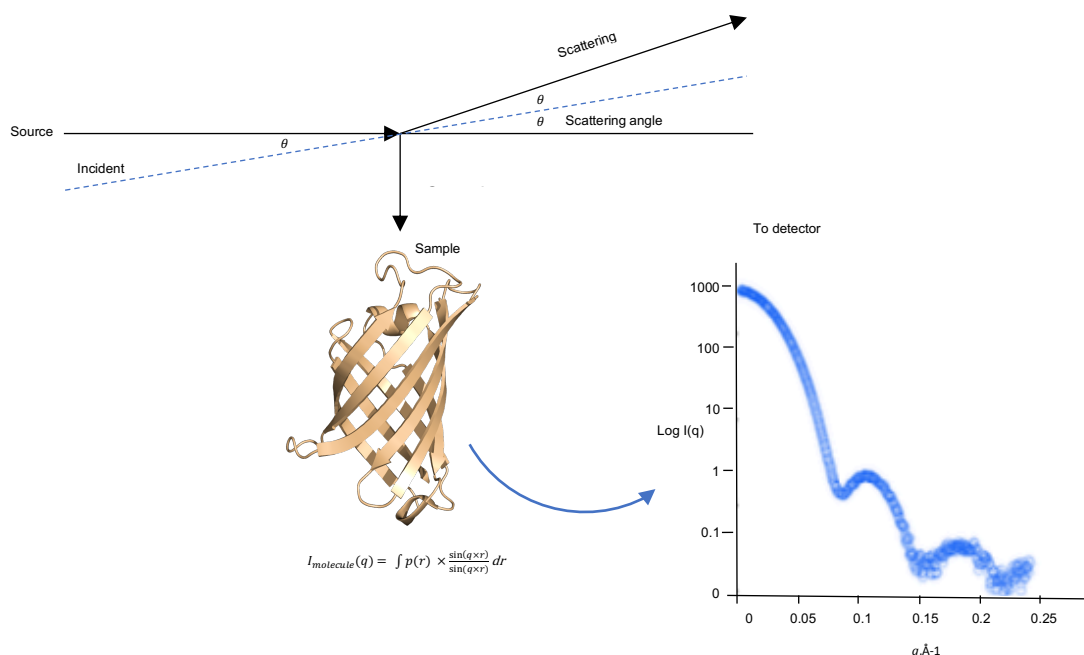 Scattering
θ
θ
Source
Scattering angle
θ
Incident
To detector
Sample
1000
100
10
Log I(q)
1
0.1
0
0 0.05 0.1 0.15 0.2 0.25
q,Å-1
I_molecule(q) = ∫ p(r) × sin(q×r)/sin(q×r) dr